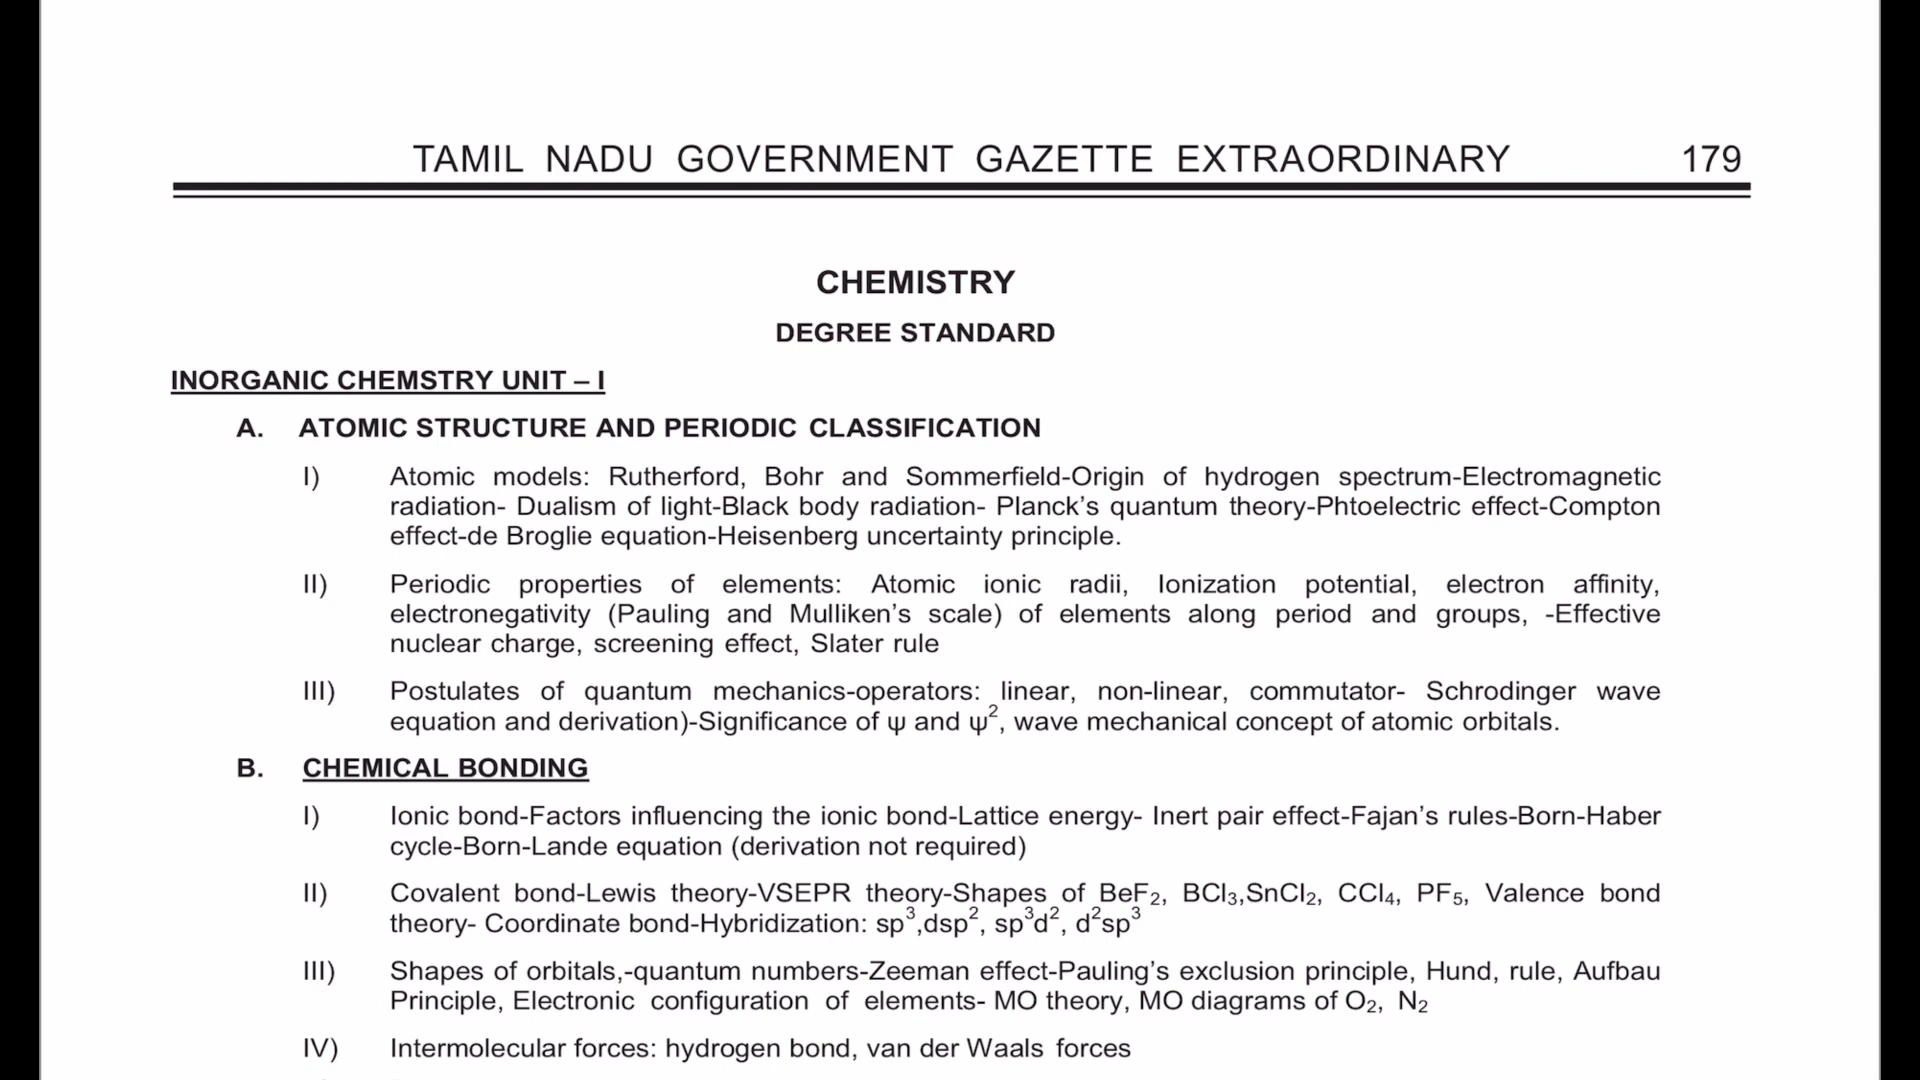 TAMIL NADU GOVERNMENT GAZETTE EXTRAORDINARY 179
CHEMISTRY
DEGREE STANDARD
INORGANIC CHEMSTRY UNIT – I
A. ATOMIC STRUCTURE AND PERIODIC CLASSIFICATION
I) Atomic models: Rutherford, Bohr and Sommerfield-Origin of hydrogen spectrum-Electromagnetic
radiation- Dualism of light-Black body radiation- Planck’s quantum theory-Phtoelectric effect-Compton
effect-de Broglie equation-Heisenberg uncertainty principle.
II) Periodic properties of elements: Atomic ionic radii, Ionization potential, electron affinity,
electronegativity (Pauling and Mulliken’s scale) of elements along period and groups, -Effective
nuclear charge, screening effect, Slater rule
III) Postulates of quantum mechanics-operators: linear, non-linear, commutator- Schrodinger wave
equation and derivation)-Significance of ψ and ψ², wave mechanical concept of atomic orbitals.
B. CHEMICAL BONDING
I) Ionic bond-Factors influencing the ionic bond-Lattice energy- Inert pair effect-Fajan’s rules-Born-Haber
cycle-Born-Lande equation (derivation not required)
II) Covalent bond-Lewis theory-VSEPR theory-Shapes of BeF₂, BCl₃,SnCl₂, CCl₄, PF₅, Valence bond
theory- Coordinate bond-Hybridization: sp³,dsp², sp³d², d²sp³
III) Shapes of orbitals,-quantum numbers-Zeeman effect-Pauling’s exclusion principle, Hund, rule, Aufbau
Principle, Electronic configuration of elements- MO theory, MO diagrams of O₂, N₂
IV) Intermolecular forces: hydrogen bond, van der Waals forces